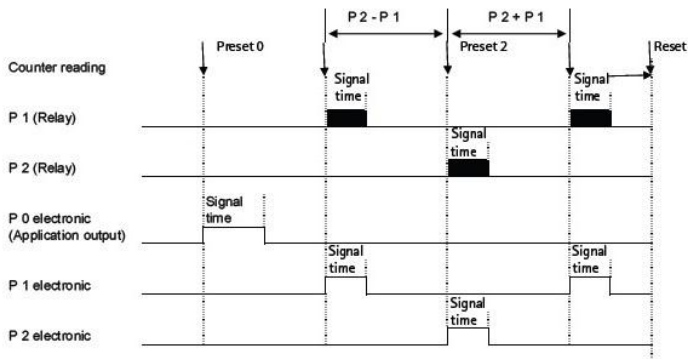 P 2 - P 1
P 2 + P 1
Preset 0
Preset 2
Reset
Counter reading
Signal
time
Signal
time
P 1 (Relay)
Signal
time
P 2 (Relay)
Signal
time
P 0 electronic
(Application output)
Signal
time
Signal
time
P 1 electronic
Signal
time
P 2 electronic